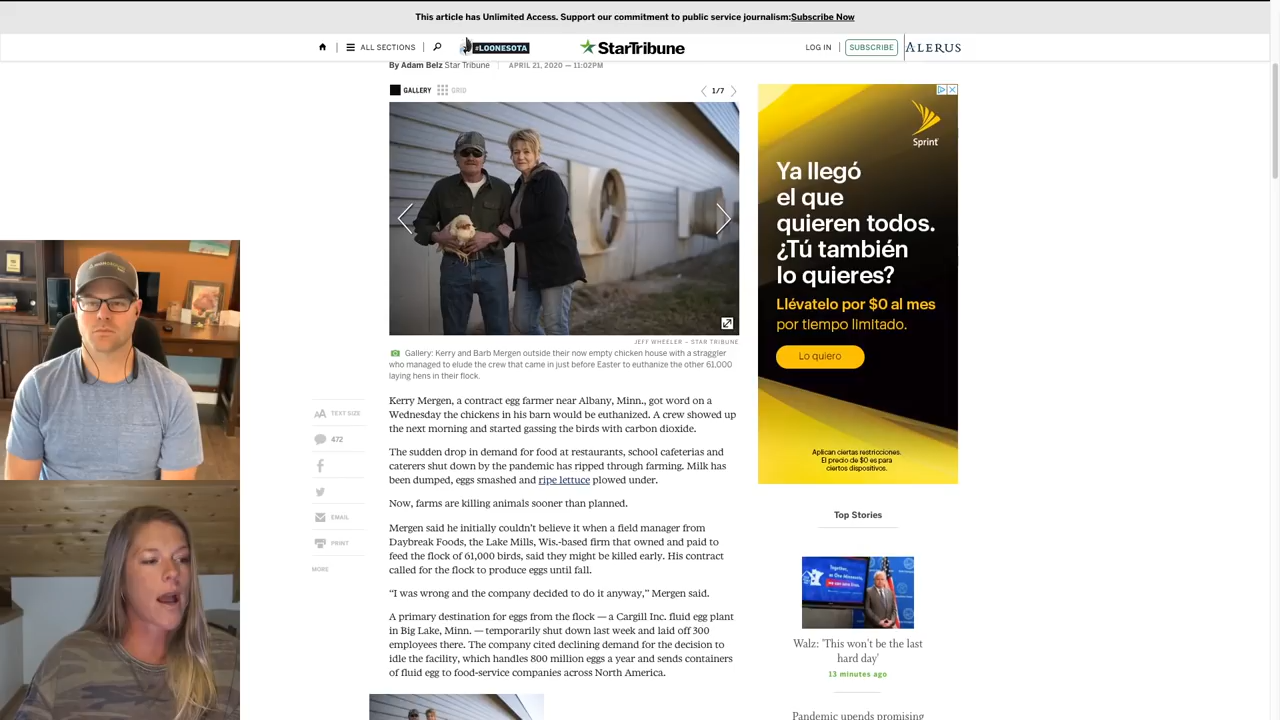 This article has Unlimited Access. Support our commitment to public service journalism:Subscribe Now
ALL SECTIONS
#LOONESOTA
StarTribune
LOG IN
SUBSCRIBE
ALERUS
By Adam Belz Star Tribune
APRIL 21, 2020 — 11:02PM
GALLERY
GRID
1/7
JEFF WHEELER – STAR TRIBUNE
Gallery: Kerry and Barb Mergen outside their now empty chicken house with a straggler
who managed to elude the crew that came in just before Easter to euthanize the other 61,000
laying hens in their flock.
TEXT SIZE
472
EMAIL
PRINT
MORE
Kerry Mergen, a contract egg farmer near Albany, Minn., got word on a
Wednesday the chickens in his barn would be euthanized. A crew showed up
the next morning and started gassing the birds with carbon dioxide.
The sudden drop in demand for food at restaurants, school cafeterias and
caterers shut down by the pandemic has ripped through farming. Milk has
been dumped, eggs smashed and ripe lettuce plowed under.
Now, farms are killing animals sooner than planned.
Mergen said he initially couldn’t believe it when a field manager from
Daybreak Foods, the Lake Mills, Wis.-based firm that owned and paid to
feed the flock of 61,000 birds, said they might be killed early. His contract
called for the flock to produce eggs until fall.
“I was wrong and the company decided to do it anyway,” Mergen said.
A primary destination for eggs from the flock — a Cargill Inc. fluid egg plant
in Big Lake, Minn. — temporarily shut down last week and laid off 300
employees there. The company cited declining demand for the decision to
idle the facility, which handles 800 million eggs a year and sends containers
of fluid egg to food-service companies across North America.
Sprint
Ya llegó
el que
quieren todos.
¿Tú también
lo quieres?
Llévatelo por $0 al mes
por tiempo limitado.
Lo quiero
Aplican ciertas restricciones.
El precio de $0 es para
ciertos dispositivos.
Top Stories
Walz: 'This won't be the last
hard day'
13 minutes ago
Pandemic upends promising